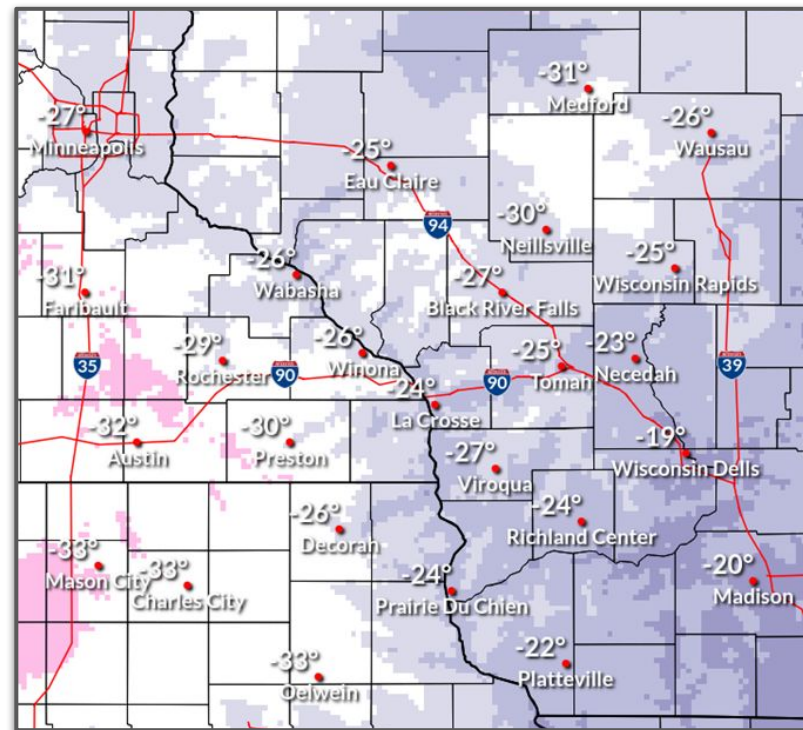 -31°
Medford
-27°
Minneapolis
-26°
Wausau
-25°
Eau Claire
94
-30°
Neillsville
-25°
Wisconsin Rapids
-26°
Wabasha
-31°
Faribault
-27°
Black River Falls
-29°
Rochester
-26°
Winona
-25°
Tomah
-23°
Necedah
35
90
90
39
-24°
La Crosse
-32°
Austin
-30°
Preston
-27°
Viroqua
-19°
Wisconsin Dells
-26°
Decorah
-24°
Richland Center
-33°
Mason City
-33°
Charles City
-24°
Prairie Du Chien
-20°
Madison
-33°
Oelwein
-22°
Platteville